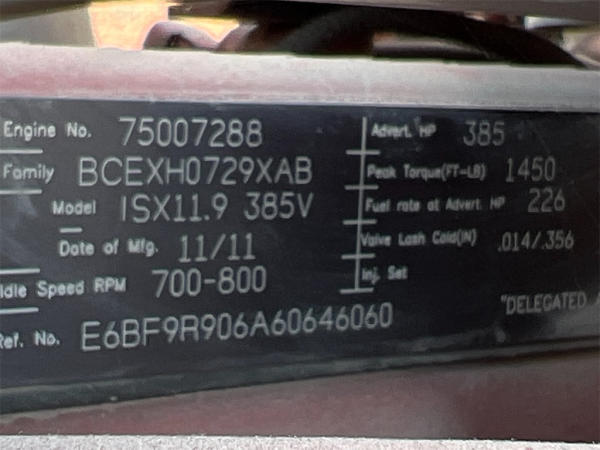 Engine No. 75007288
Family BCEXH0729XAB
Model ISX11.9 385V
Date of Mfg. 11/11
Idle Speed RPM 700-800
Ref. No. E6BF9R906A60646060
Advert. HP 385
Peak Torque(FT-LB) 1450
Fuel rate at Advert. HP 226
Valve Lash Cold(IN) .014/.356
Inj. Set
"DELEGATED